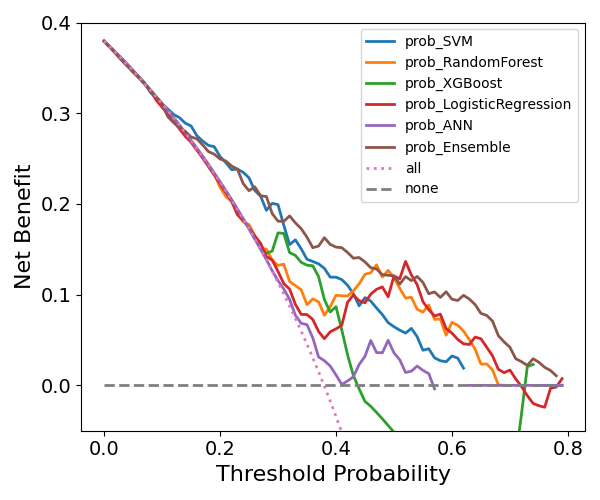 0.4
0.3
0.2
0.1
0.0
Net Benefit
prob_SVM
prob_RandomForest
prob_XGBoost
prob_LogisticRegression
prob_ANN
prob_Ensemble
all
none
0.0 0.2 0.4 0.6 0.8
Threshold Probability